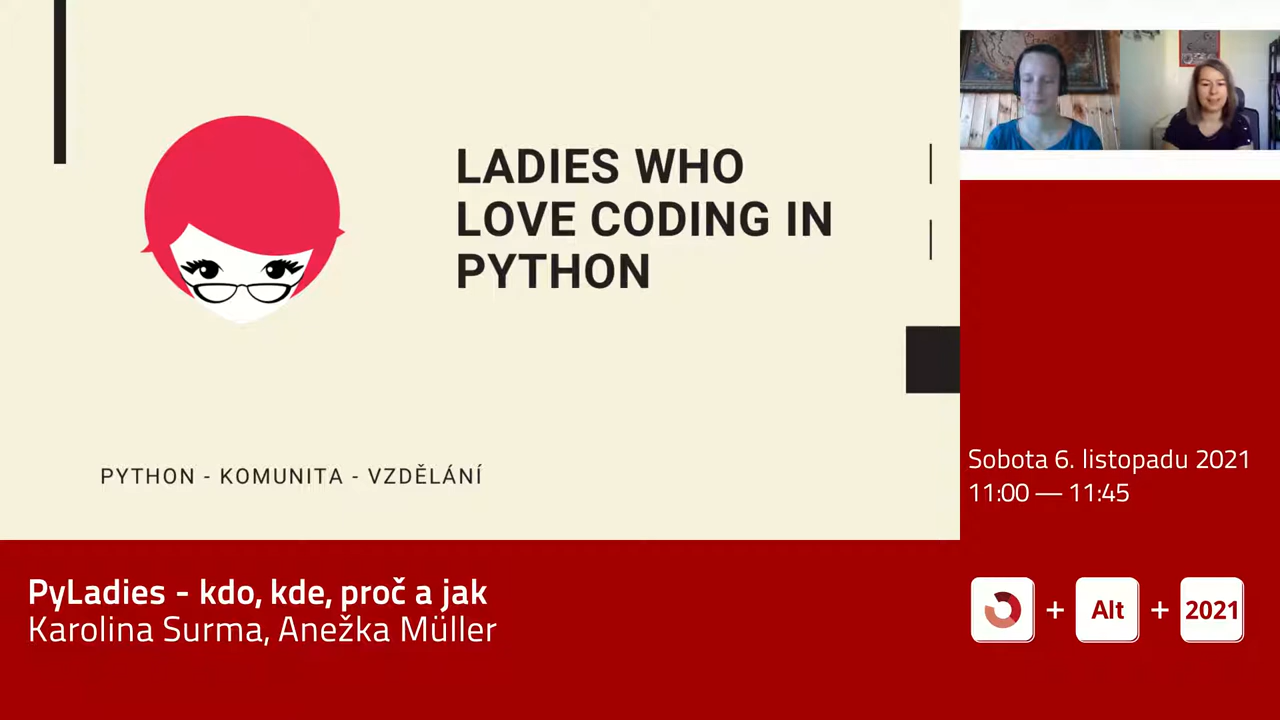 LADIES WHO
LOVE CODING IN
PYTHON
PYTHON - KOMUNITA - VZDĚLÁNÍ
Sobota 6. listopadu 2021
11:00 — 11:45
PyLadies - kdo, kde, proč a jak
Karolina Surma, Anežka Müller
+ Alt + 2021